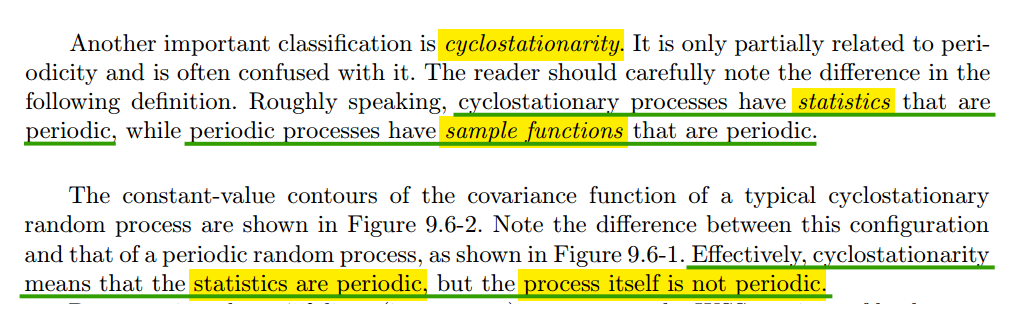 Another important classification is cyclostationarity. It is only partially related to peri-
odicity and is often confused with it. The reader should carefully note the difference in the
following definition. Roughly speaking, cyclostationary processes have statistics that are
periodic, while periodic processes have sample functions that are periodic.
The constant-value contours of the covariance function of a typical cyclostationary
random process are shown in Figure 9.6-2. Note the difference between this configuration
and that of a periodic random process, as shown in Figure 9.6-1. Effectively, cyclostationarity
means that the statistics are periodic, but the process itself is not periodic.